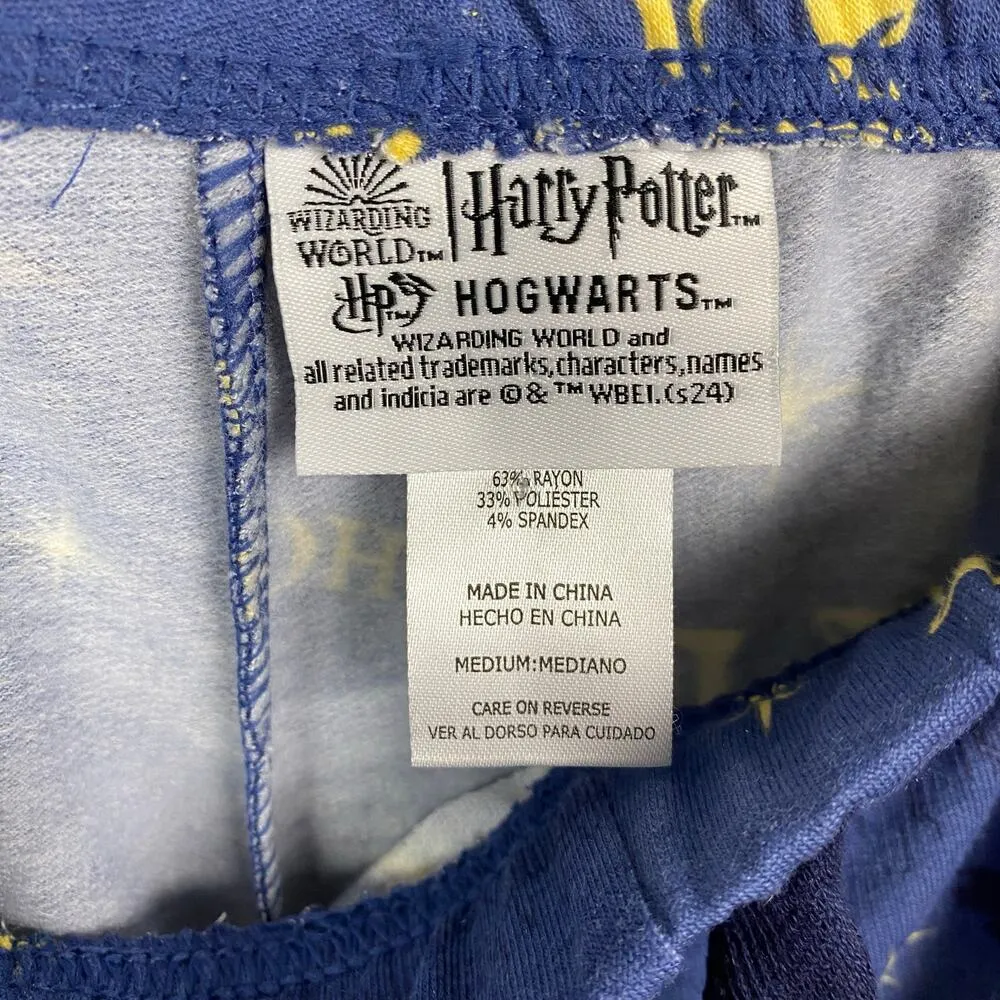 WIZARDING
WORLD™
Harry Potter™
HP™ HOGWARTS™
WIZARDING WORLD and
all related trademarks, characters, names
and indicia are © & ™ WBEI. (s24)
63% RAYON
33% POLIÉSTER
4% SPANDEX
MADE IN CHINA
HECHO EN CHINA
MEDIUM:MEDIANO
CARE ON REVERSE
VER AL DORSO PARA CUIDADO